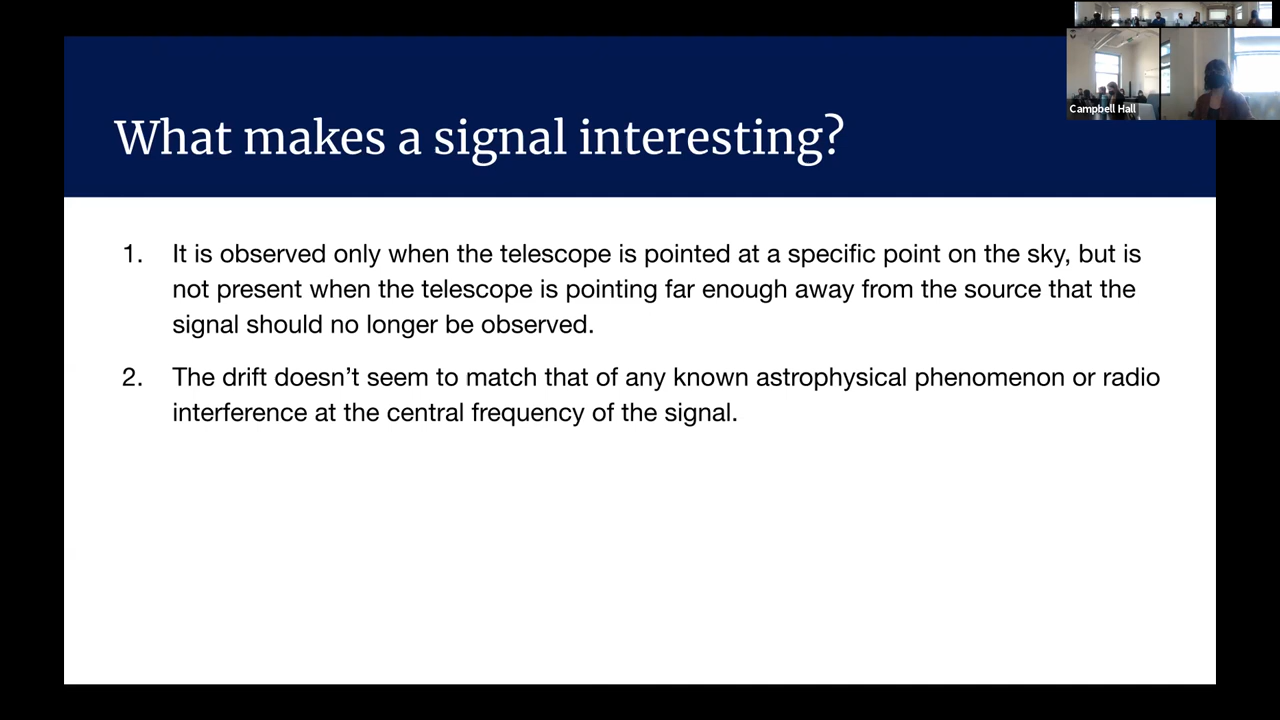 What makes a signal interesting?
Campbell Hall
1. It is observed only when the telescope is pointed at a specific point on the sky, but is
not present when the telescope is pointing far enough away from the source that the
signal should no longer be observed.
2. The drift doesn’t seem to match that of any known astrophysical phenomenon or radio
interference at the central frequency of the signal.